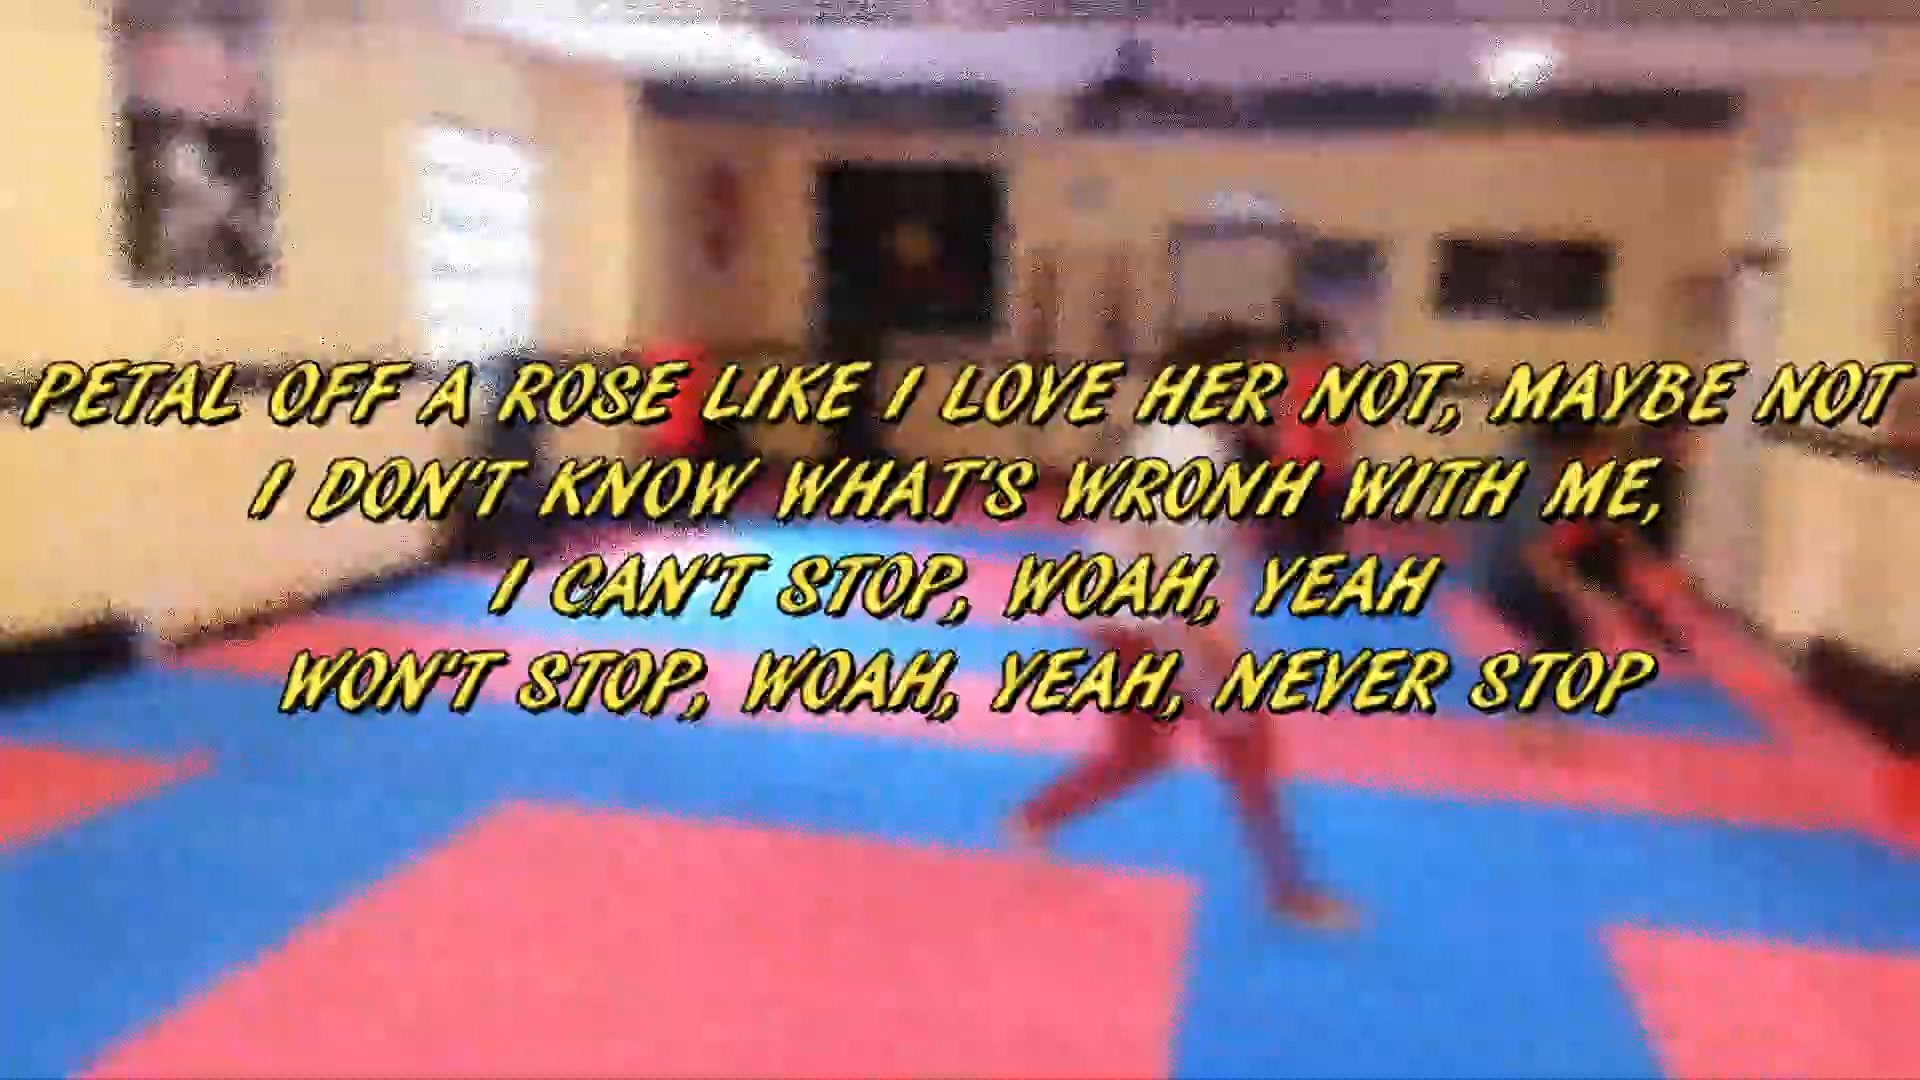 PETAL OFF A ROSE LIKE I LOVE HER NOT, MAYBE NOT
I DON'T KNOW WHAT'S WRONH WITH ME,
I CAN'T STOP, WOAH, YEAH
WON'T STOP, WOAH, YEAH, NEVER STOP